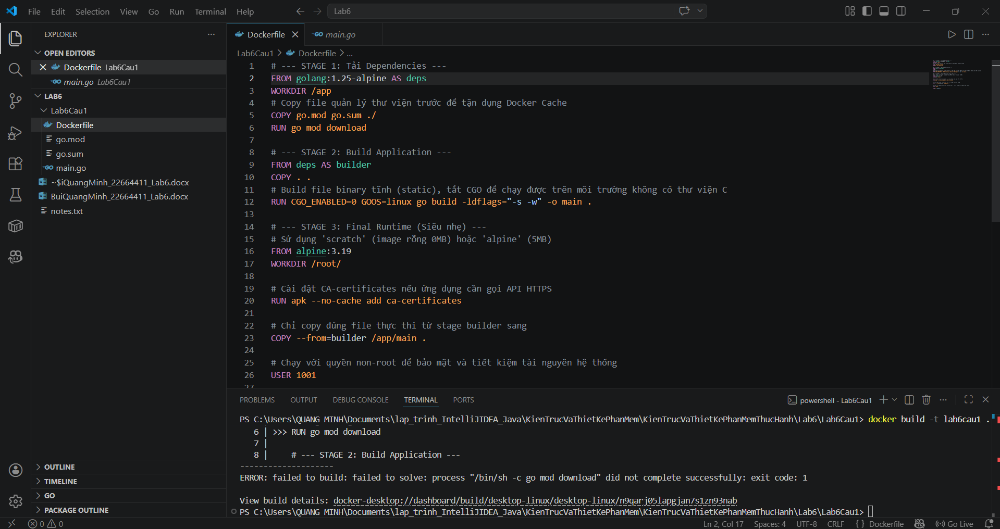 File Edit Selection View Go Run Terminal Help
Lab6
EXPLORER
OPEN EDITORS
Dockerfile Lab6Cau1
main.go Lab6Cau1
LAB6
Lab6Cau1
Dockerfile
go.mod
go.sum
main.go
~$iQuangMinh_22664411_Lab6.docx
BuiQuangMinh_22664411_Lab6.docx
notes.txt
OUTLINE
TIMELINE
GO
PACKAGE OUTLINE
Dockerfile
main.go
Lab6Cau1 > Dockerfile > ...
1 # --- STAGE 1: Tải Dependencies ---
2 FROM golang:1.25-alpine AS deps
3 WORKDIR /app
4 # Copy file quản lý thư viện trước để tận dụng Docker Cache
5 COPY go.mod go.sum ./
6 RUN go mod download
7
8 # --- STAGE 2: Build Application ---
9 FROM deps AS builder
10 COPY . .
11 # Build file binary tĩnh (static), tắt CGO để chạy được trên môi trường không có thư viện C
12 RUN CGO_ENABLED=0 GOOS=linux go build -ldflags="-s -w" -o main .
13
14 # --- STAGE 3: Final Runtime (Siêu nhẹ) ---
15 # Sử dụng 'scratch' (image rỗng 0MB) hoặc 'alpine' (5MB)
16 FROM alpine:3.19
17 WORKDIR /root/
18
19 # Cài đặt CA-certificates nếu ứng dụng cần gọi API HTTPS
20 RUN apk --no-cache add ca-certificates
21
22 # Chỉ copy đúng file thực thi từ stage builder sang
23 COPY --from=builder /app/main .
24
25 # Chạy với quyền non-root để bảo mật và tiết kiệm tài nguyên hệ thống
26 USER 1001
27
PROBLEMS OUTPUT DEBUG CONSOLE TERMINAL PORTS
powershell - Lab6Cau1
PS C:\Users\QUANG MINH\Documents\lap_trinh_IntelliJIDEA_Java\KienTrucVaThietKePhanMem\KienTrucVaThietKePhanMemThucHanh\Lab6\Lab6Cau1> docker build -t lab6cau1 .
6 | >>> RUN go mod download
7 |
8 | # --- STAGE 2: Build Application ---
--------------------
ERROR: failed to build: failed to solve: process "/bin/sh -c go mod download" did not complete successfully: exit code: 1
View build details: docker-desktop://dashboard/build/desktop-linux/desktop-linux/n9qarj05lapgjan7s1zn93nab
PS C:\Users\QUANG MINH\Documents\lap_trinh_IntelliJIDEA_Java\KienTrucVaThietKePhanMem\KienTrucVaThietKePhanMemThucHanh\Lab6\Lab6Cau1>
0 0
Ln 2, Col 17 Spaces: 4 UTF-8 CRLF { } Dockerfile Go Live